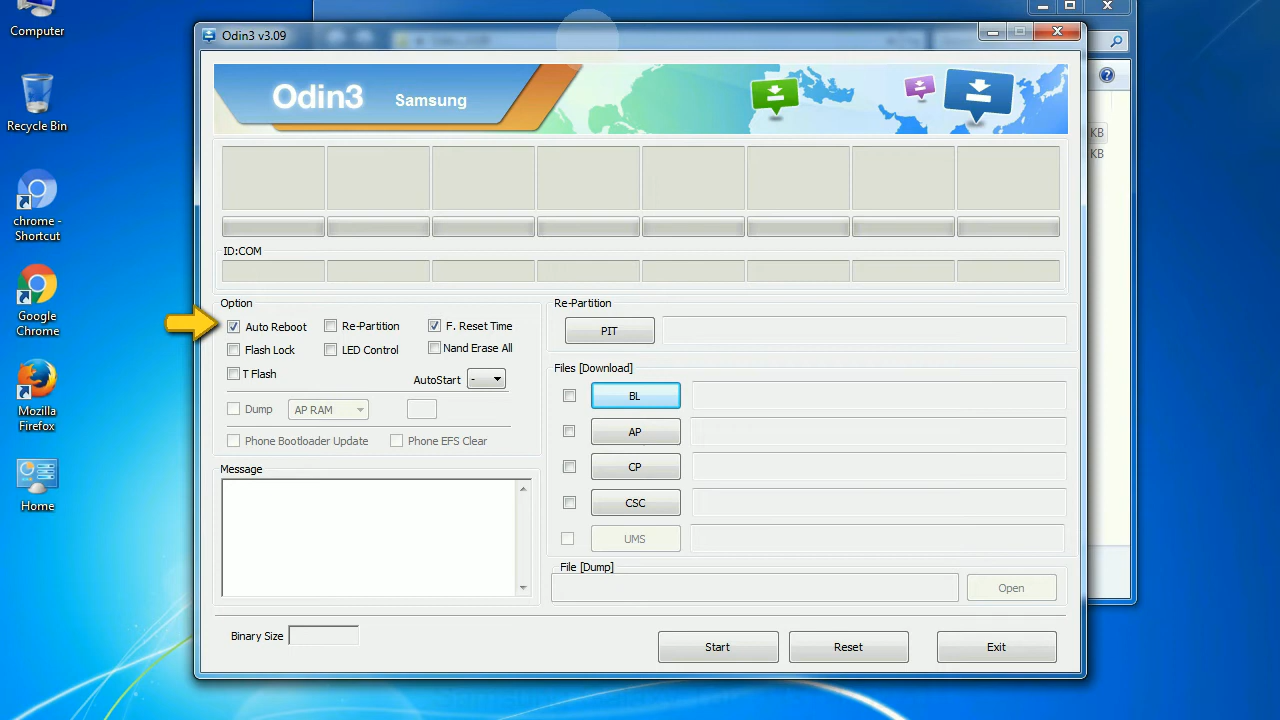 Computer
Recycle Bin
chrome -
Shortcut
Google
Chrome
Mozilla
Firefox
Home
Odin3 v3.09
Odin3 Samsung
ID:COM
Option
Auto Reboot
Re-Partition
F. Reset Time
Flash Lock
LED Control
Nand Erase All
T Flash
AutoStart -
Dump
AP RAM
Phone Bootloader Update
Phone EFS Clear
Message
Re-Partition
PIT
Files [Download]
BL
AP
CP
CSC
UMS
File [Dump]
Open
Binary Size
Start
Reset
Exit
KB
KB